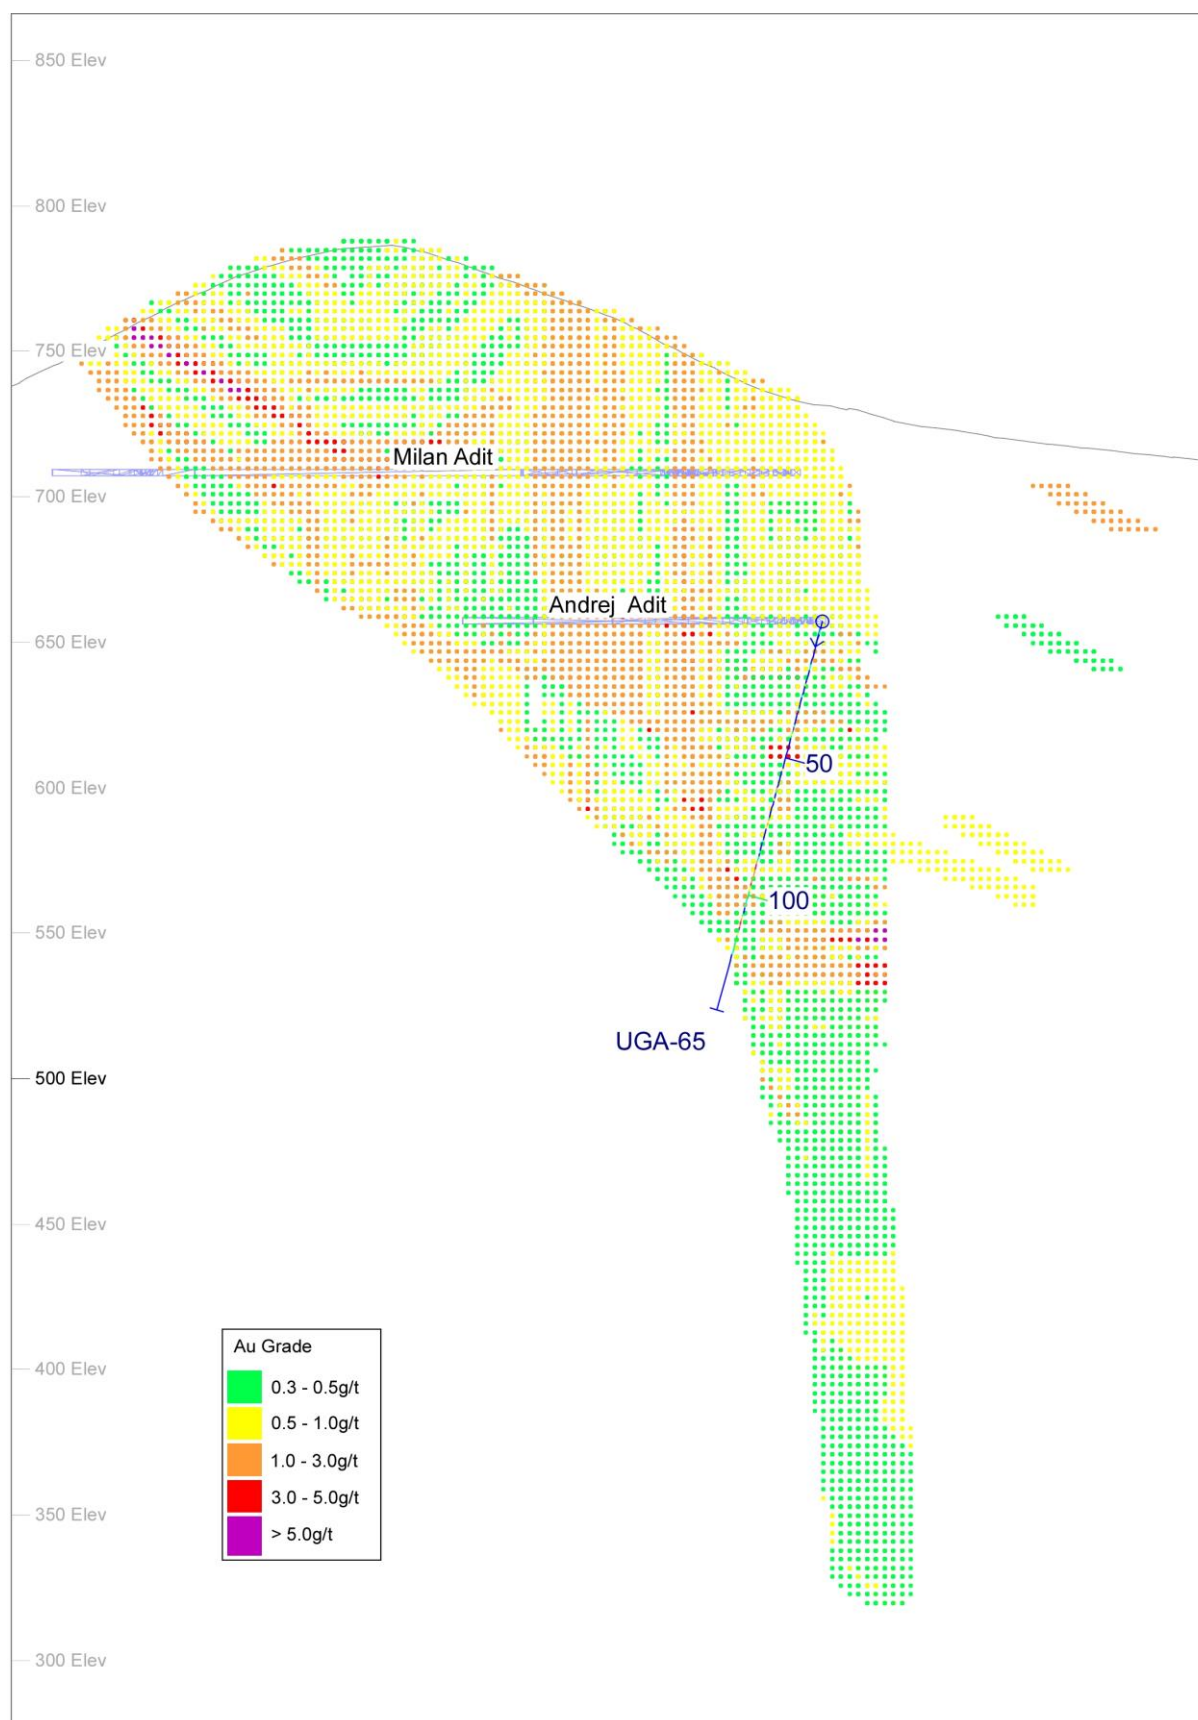 850 Elev
800 Elev
750 Elev
Milan Adit
700 Elev
Andrej Adit
650 Elev
50
600 Elev
100
550 Elev
UGA-65
500 Elev
450 Elev
400 Elev
Au Grade
0.3 - 0.5g/t
0.5 - 1.0g/t
1.0 - 3.0g/t
3.0 - 5.0g/t
> 5.0g/t
350 Elev
300 Elev